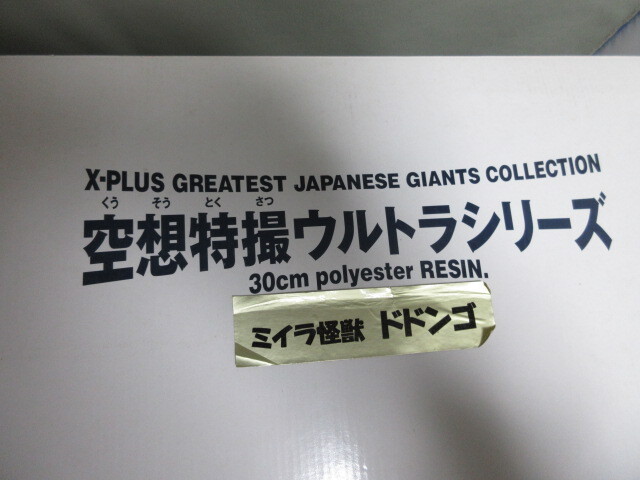 X-PLUS GREATEST JAPANESE GIANTS COLLECTION
くう そう とく さつ
空想特撮ウルトラシリーズ
30cm polyester RESIN.
ミイラ怪獣 ドドンゴ